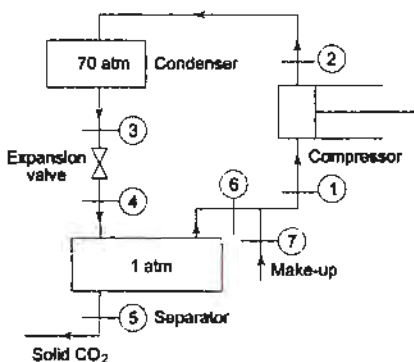 2
70 atm Condenser
3
Compressor
Expansion
valve
6
1
4
7
1 atm
Make-up
5 Separator
Solid CO₂